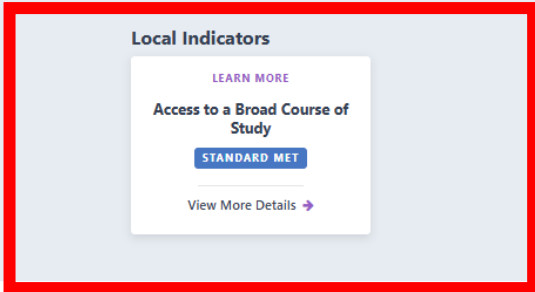 Local Indicators
LEARN MORE
Access to a Broad Course of
Study
STANDARD MET
View More Details